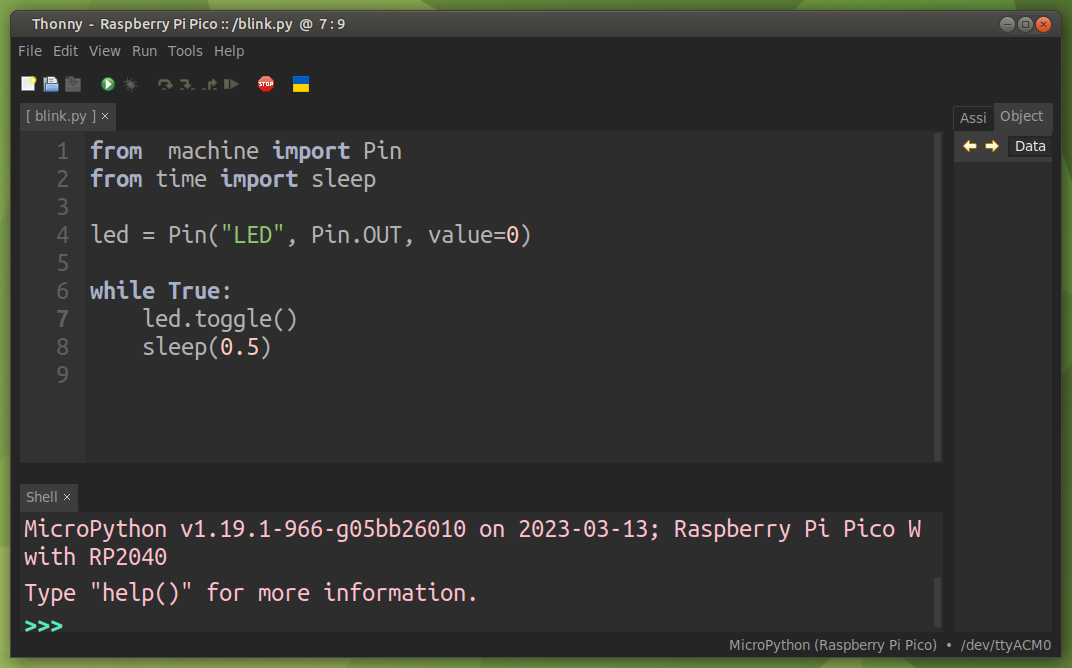 Thonny - Raspberry Pi Pico :: /blink.py @ 7 : 9
File Edit View Run Tools Help
STOP
[ blink.py ] ×
Assi Object
Data
1 from  machine import Pin
2 from time import sleep
3
4 led = Pin("LED", Pin.OUT, value=0)
5
6 while True:
7     led.toggle()
8     sleep(0.5)
9
Shell ×
MicroPython v1.19.1-966-g05bb26010 on 2023-03-13; Raspberry Pi Pico W
with RP2040
Type "help()" for more information.
>>>
MicroPython (Raspberry Pi Pico) • /dev/ttyACM0